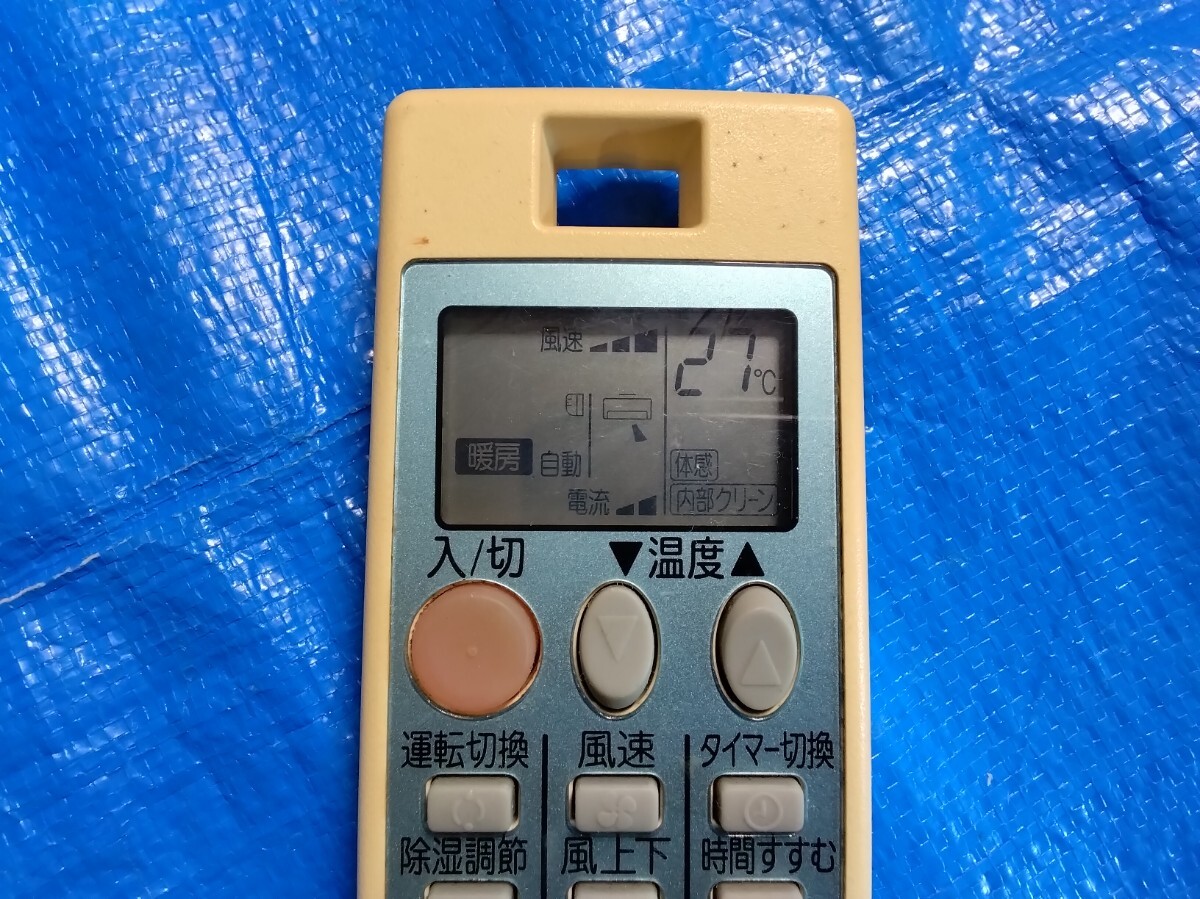 風速
27℃
暖房
自動
体感
電流
内部クリーン
入/切
▼温度▲
運転切換
風速
タイマー切換
除湿調節
風上下
時間すすむ